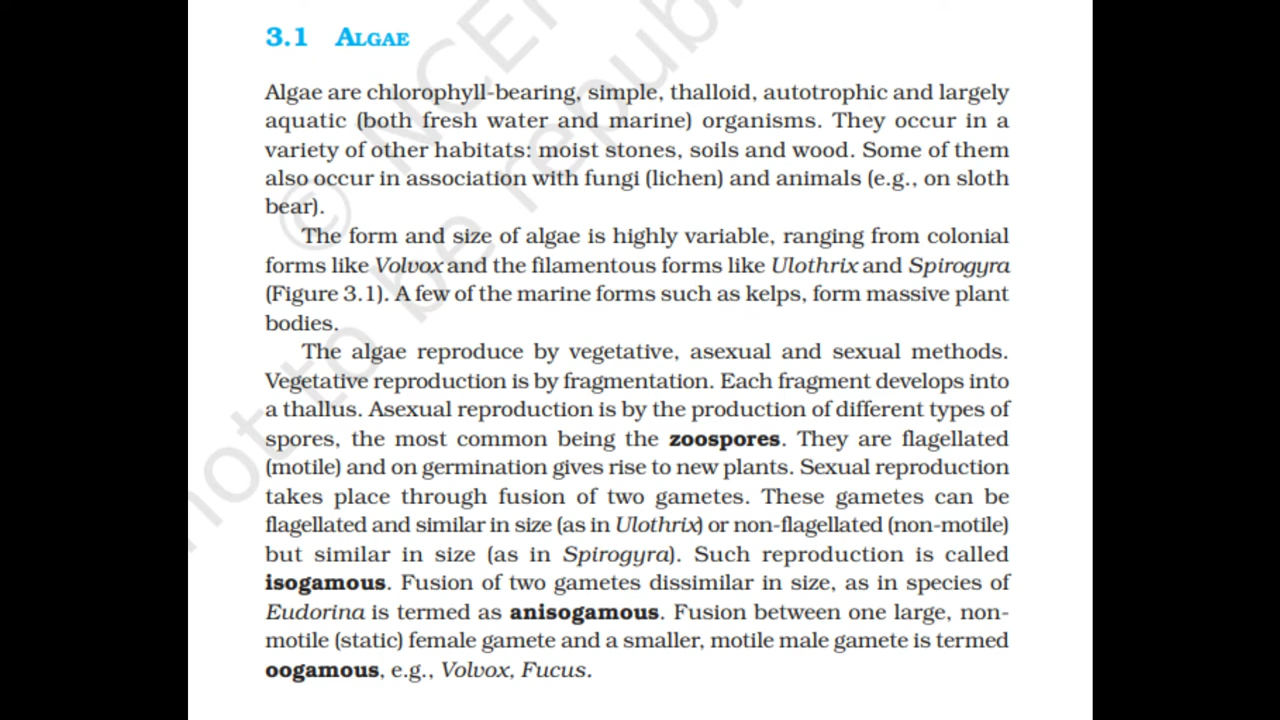 3.1 ALGAE
Algae are chlorophyll-bearing, simple, thalloid, autotrophic and largely
aquatic (both fresh water and marine) organisms. They occur in a
variety of other habitats: moist stones, soils and wood. Some of them
also occur in association with fungi (lichen) and animals (e.g., on sloth
bear).
The form and size of algae is highly variable, ranging from colonial
forms like Volvox and the filamentous forms like Ulothrix and Spirogyra
(Figure 3.1). A few of the marine forms such as kelps, form massive plant
bodies.
The algae reproduce by vegetative, asexual and sexual methods.
Vegetative reproduction is by fragmentation. Each fragment develops into
a thallus. Asexual reproduction is by the production of different types of
spores, the most common being the zoospores. They are flagellated
(motile) and on germination gives rise to new plants. Sexual reproduction
takes place through fusion of two gametes. These gametes can be
flagellated and similar in size (as in Ulothrix) or non-flagellated (non-motile)
but similar in size (as in Spirogyra). Such reproduction is called
isogamous. Fusion of two gametes dissimilar in size, as in species of
Eudorina is termed as anisogamous. Fusion between one large, non-
motile (static) female gamete and a smaller, motile male gamete is termed
oogamous, e.g., Volvox, Fucus.
© NCE
not to be republ